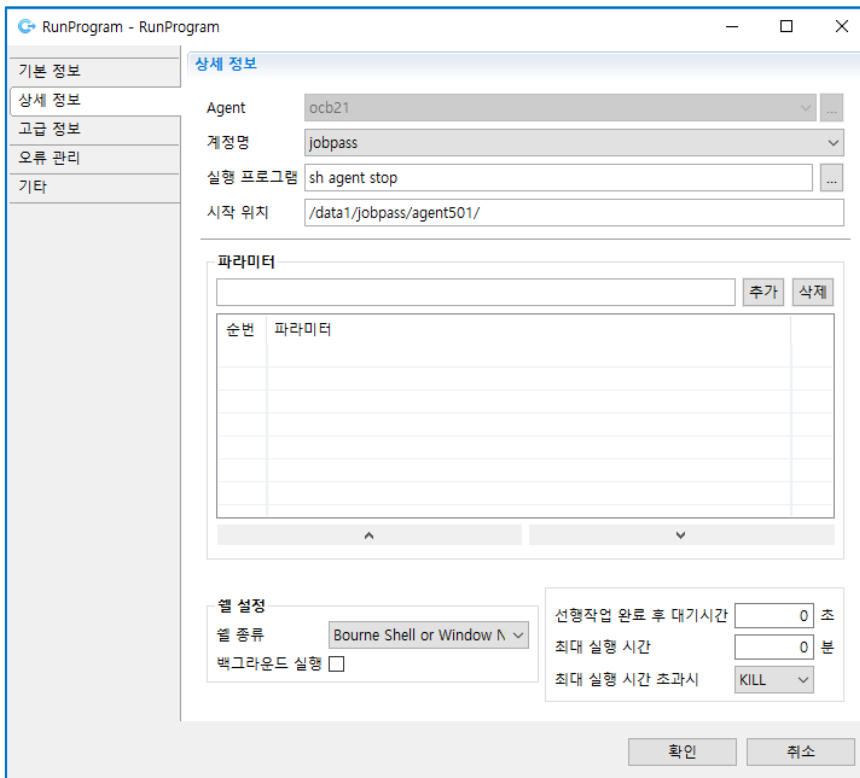 RunProgram - RunProgram
기본 정보
상세 정보
고급 정보
오류 관리
기타
상세 정보
Agent ocb21 ...
계정명 jobpass
실행 프로그램 sh agent stop ...
시작 위치 /data1/jobpass/agent501/
파라미터
추가 삭제
순번 파라미터
쉘 설정
쉘 종류 Bourne Shell or Window N
백그라운드 실행
선행작업 완료 후 대기시간 0 초
최대 실행 시간 0 분
최대 실행 시간 초과시 KILL
확인 취소